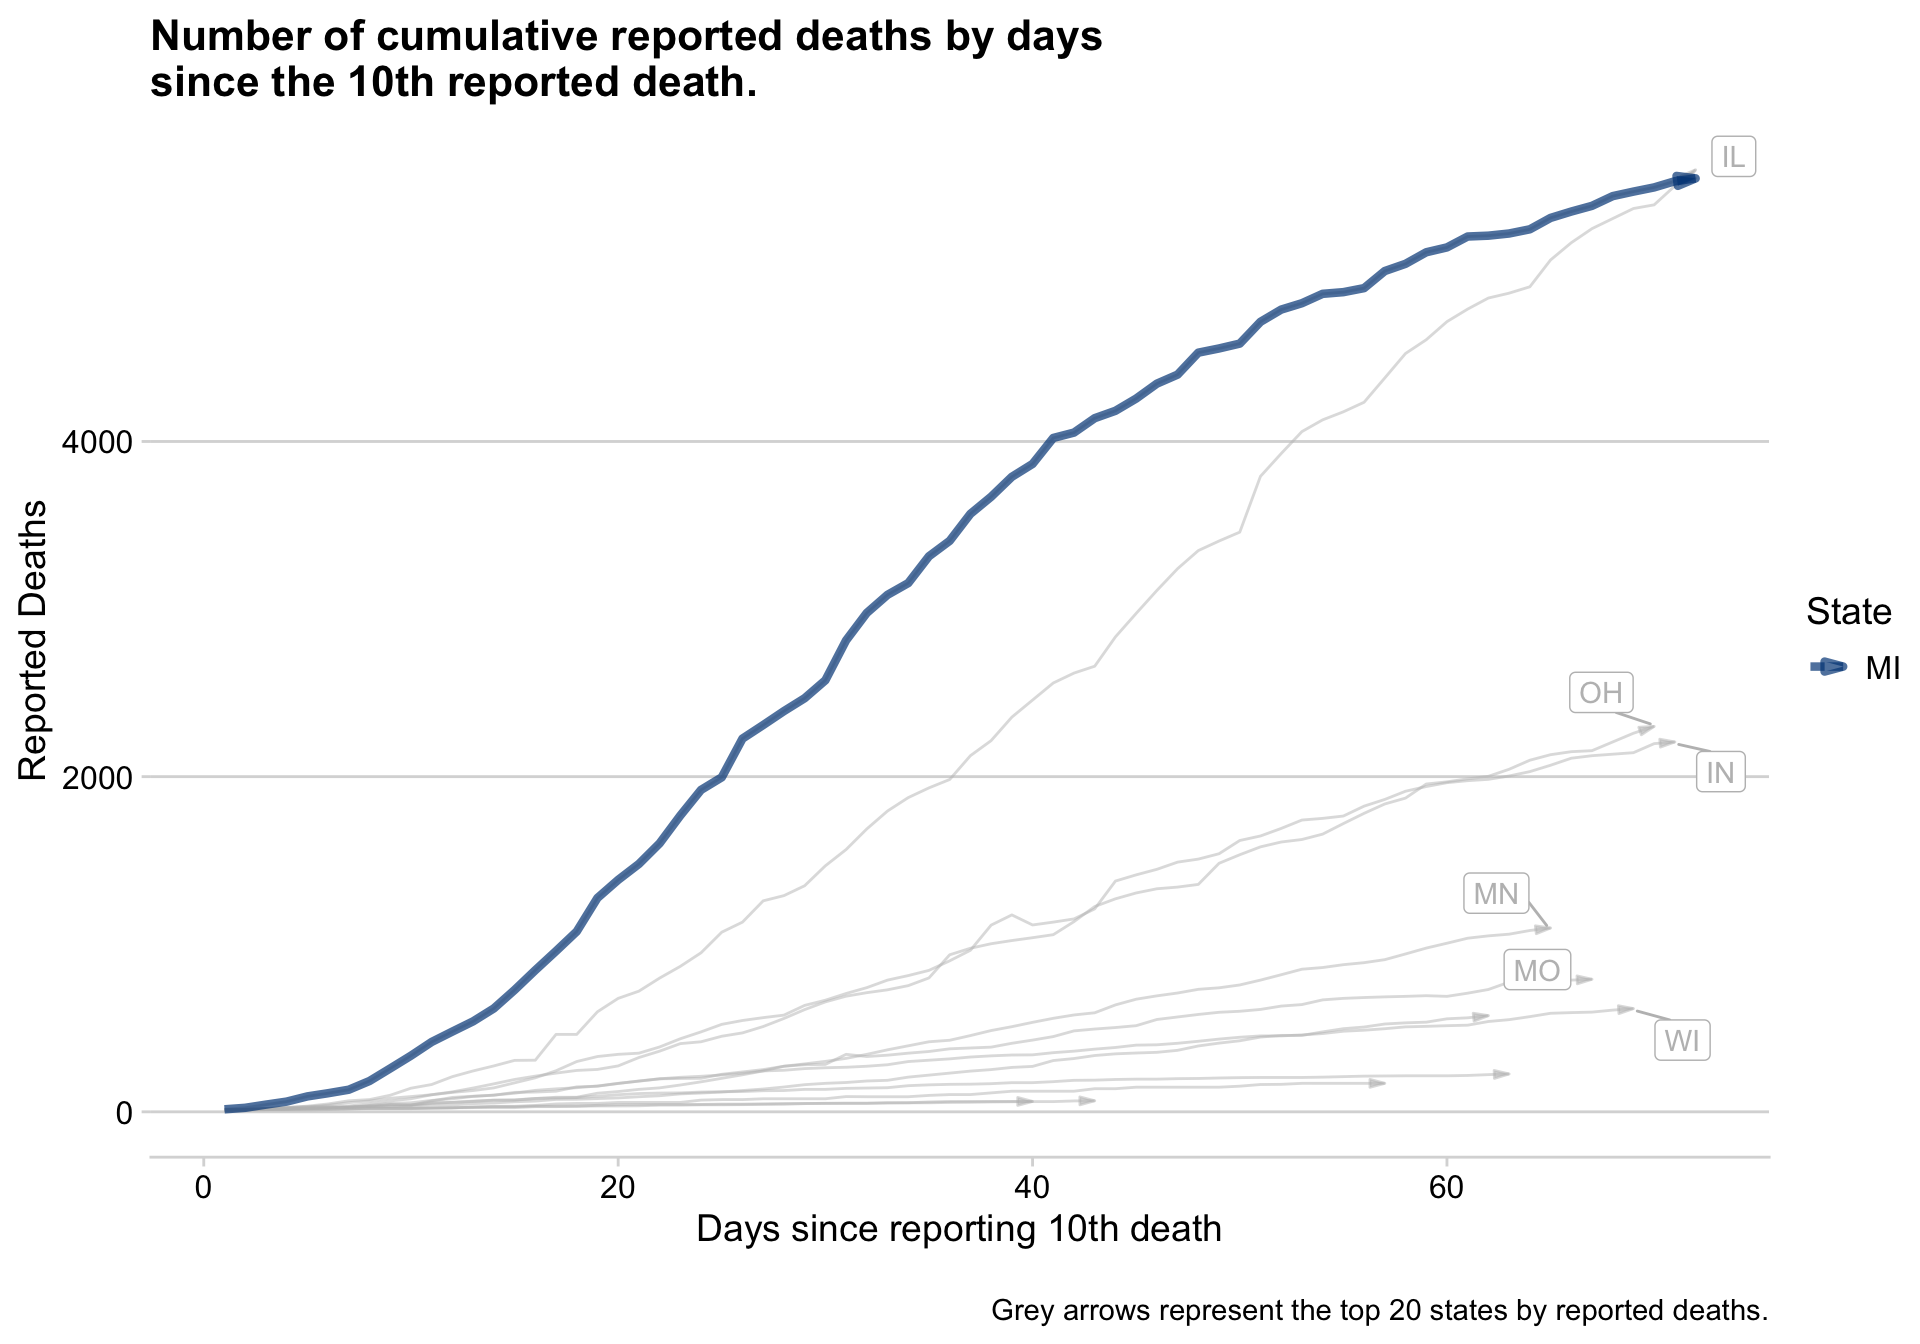 Number of cumulative reported deaths by days
since the 10th reported death.
IL
4000
Reported Deaths
State
MI
OH
IN
2000
MN
MO
WI
0
0 20 40 60
Days since reporting 10th death
Grey arrows represent the top 20 states by reported deaths.